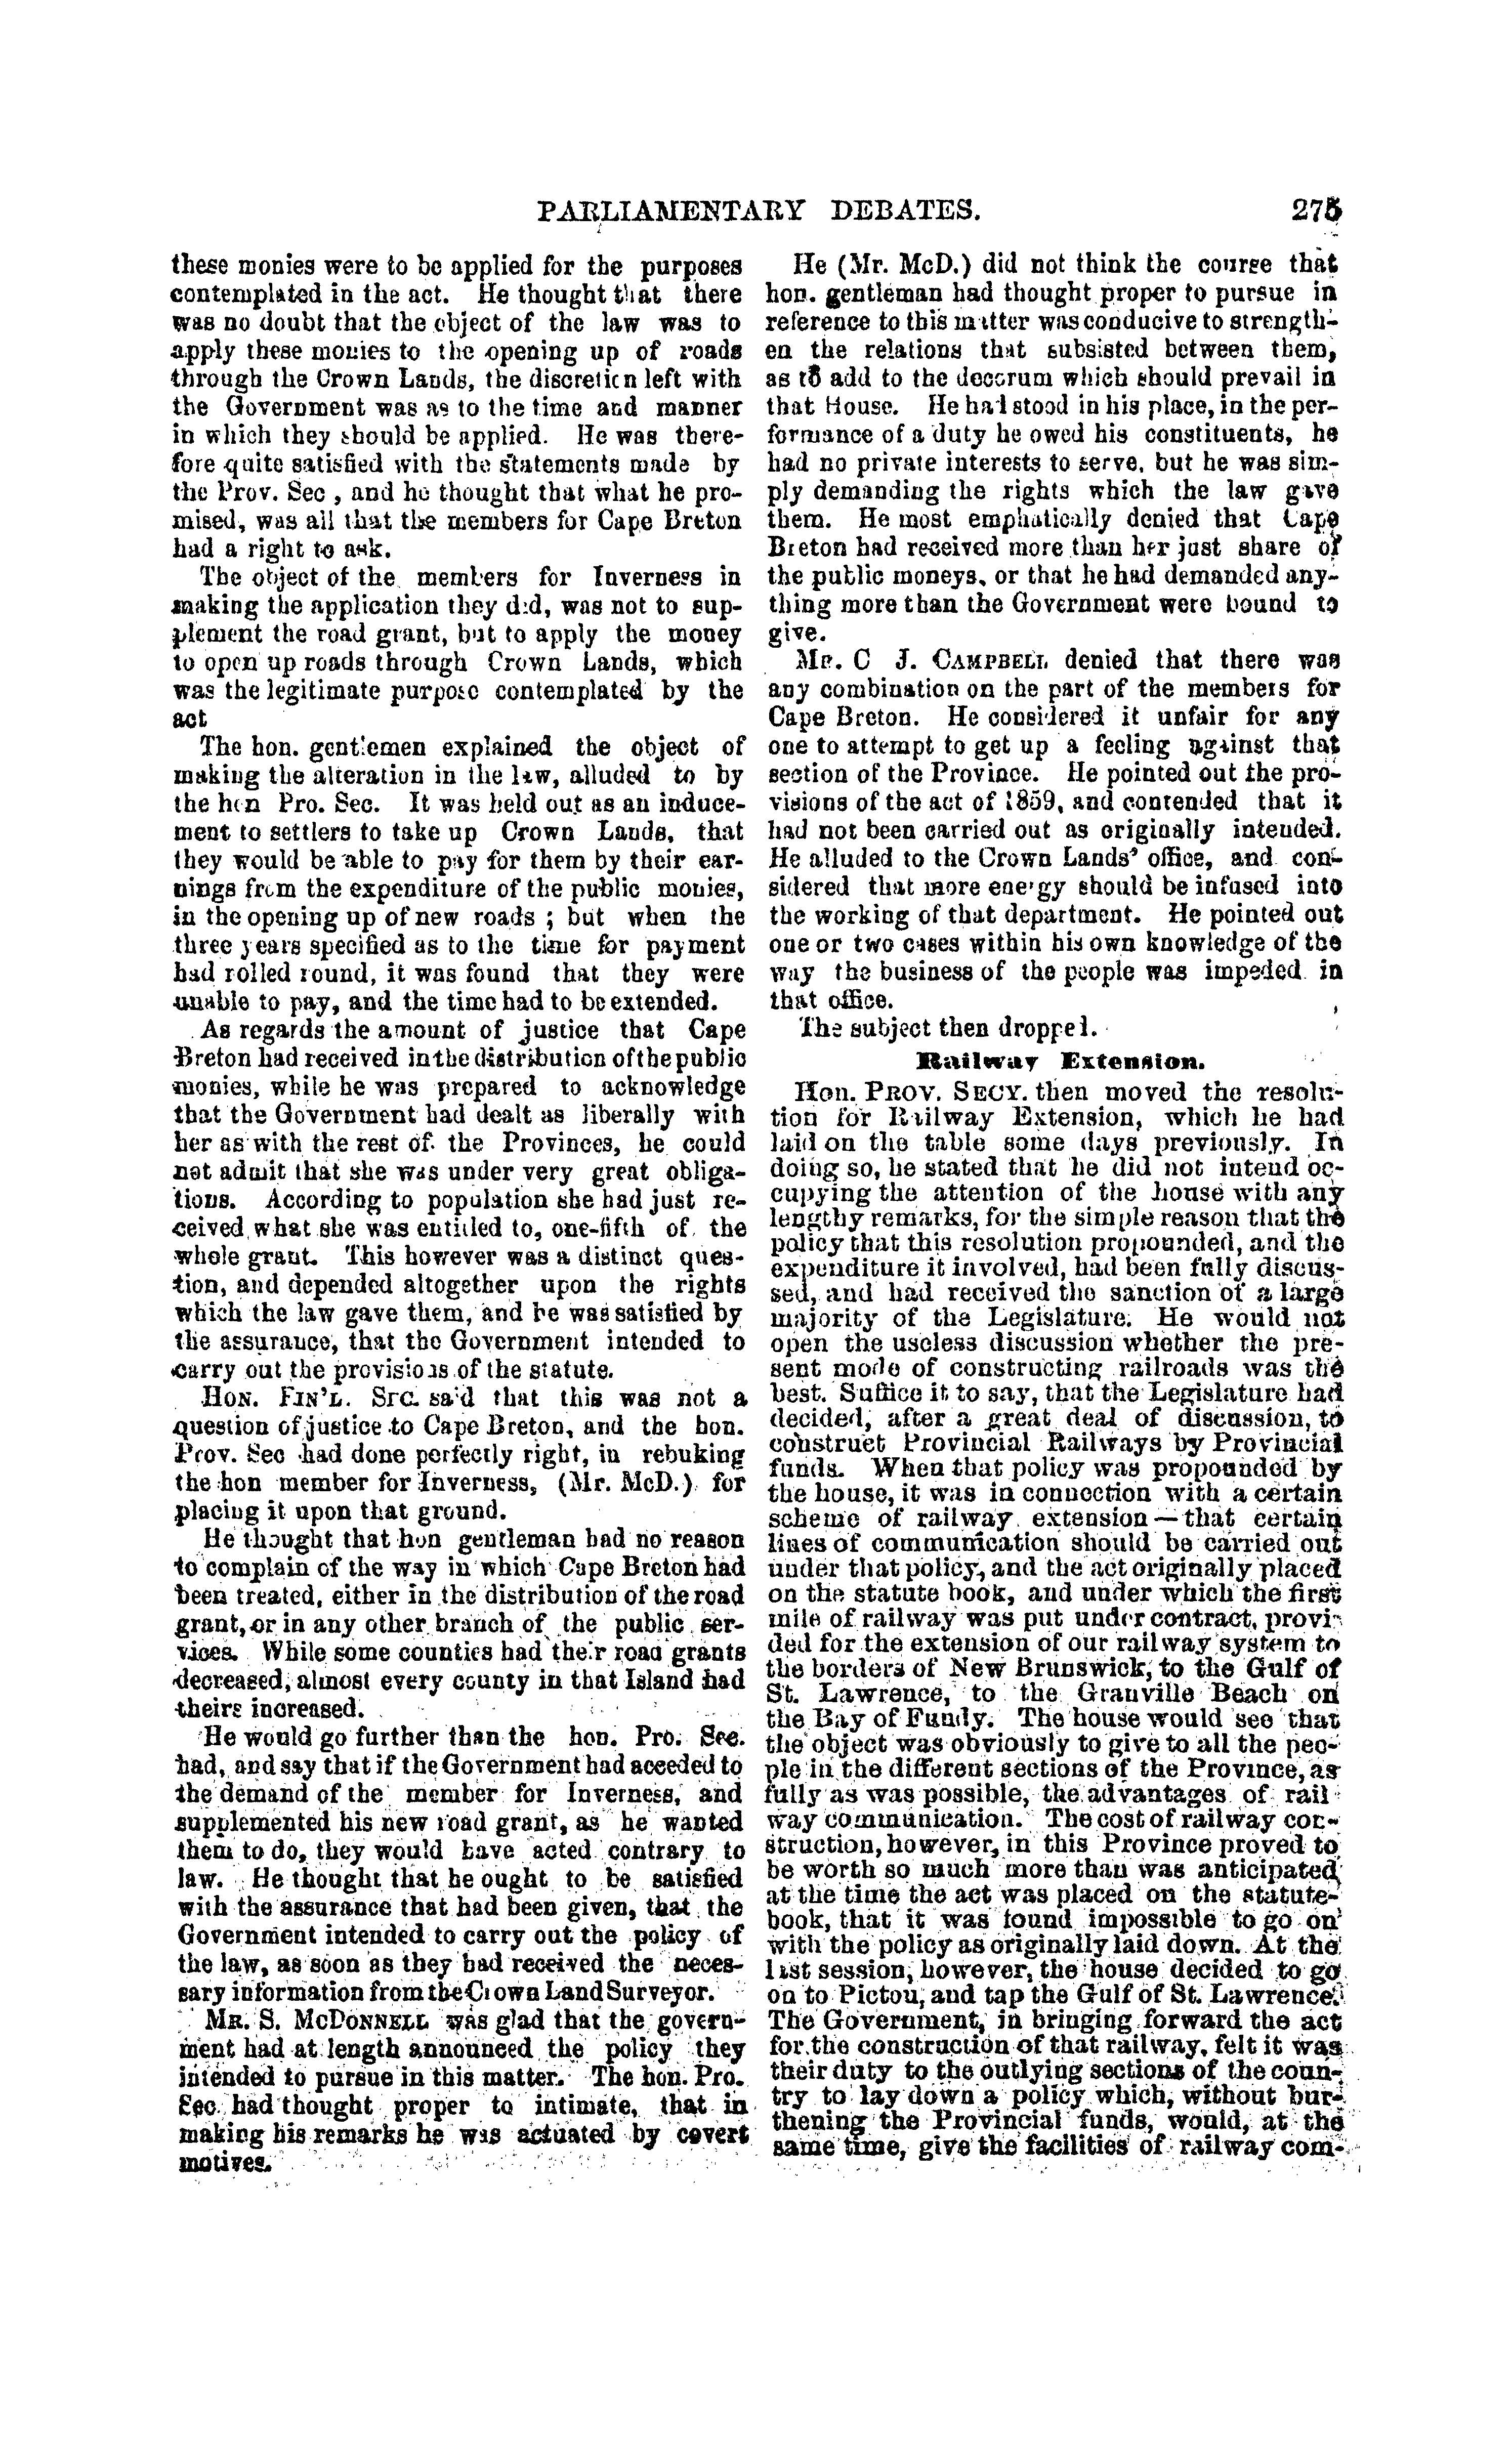 PARLIAMENTARY DEBATES. 275
these monies were to be applied for the purposes
contemplated in the act. He thought that there
was no doubt that the object of the law was to
apply these monies to the opening up of roads
through the Crown Lands, the discretion left with
the Government was as to the time and manner
in which they should be applied. He was there-
fore quite satisfied with the statements made by
the Prov. Sec , and he thought that what he pro-
mised, was all that the members for Cape Breton
had a right to ask.
The object of the members for Inverness in
making the application they did, was not to sup-
plement the road grant, but to apply the money
to open up roads through Crown Lands, which
was the legitimate purpose contemplated by the
act
The hon. gentlemen explained the object of
making the alteration in the law, alluded to by
the hon Pro. Sec. It was held out as an induce-
ment to settlers to take up Crown Lands, that
they would be able to pay for them by their ear-
nings from the expenditure of the public monies,
in the opening up of new roads ; but when the
three years specified as to the time for payment
had rolled round, it was found that they were
unable to pay, and the time had to be extended.
As regards the amount of justice that Cape
Breton had received in the distribution of the public
monies, while he was prepared to acknowledge
that the Government had dealt as liberally with
her as with the rest of the Provinces, he could
not admit that she was under very great obliga-
tions. According to population she had just re-
ceived what she was entitled to, one-fifth of the
whole grant. This however was a distinct ques-
tion, and depended altogether upon the rights
which the law gave them, and he was satisfied by
the assurance, that the Government intended to
carry out the provisions of the statute.
HON. FIN'L. SEC. said that this was not a
question of justice to Cape Breton, and the hon.
Prov. Sec had done perfectly right, in rebuking
the hon member for Inverness, (Mr. McD.) for
placing it upon that ground.
He thought that hon gentleman had no reason
to complain of the way in which Cape Breton had
been treated, either in the distribution of the road
grant, or in any other branch of the public ser-
vices. While some counties had their road grants
decreased, almost every county in that Island had
theirs increased.
He would go further than the hon. Pro. Sec.
had, and say that if the Government had acceded to
the demand of the member for Inverness, and
supplemented his new road grant, as he wanted
them to do, they would have acted contrary to
law. He thought that he ought to be satisfied
with the assurance that had been given, that the
Government intended to carry out the policy of
the law, as soon as they had received the neces-
sary information from the Crown Land Surveyor.
MR. S. MCDONNELL was glad that the govern-
ment had at length announced the policy they
intended to pursue in this matter. The hon. Pro.
Sec. had thought proper to intimate, that in
making his remarks he was actuated by covert
motives.
He (Mr. McD.) did not think the course that
hon. gentleman had thought proper to pursue in
reference to this matter was conducive to strength-
en the relations that subsisted between them,
as to add to the decorum which should prevail in
that House. He had stood in his place, in the per-
formance of a duty he owed his constituents, he
had no private interests to serve, but he was sim-
ply demanding the rights which the law gave
them. He most emphatically denied that Cape
Breton had received more than her just share of
the public moneys, or that he had demanded any-
thing more than the Government were bound to
give.
MR. C J. CAMPBELL denied that there was
any combination on the part of the members for
Cape Breton. He considered it unfair for any
one to attempt to get up a feeling against that
section of the Province. He pointed out the pro-
visions of the act of 1859, and contended that it
had not been carried out as originally intended.
He alluded to the Crown Lands' office, and con-
sidered that more energy should be infused into
the working of that department. He pointed out
one or two cases within his own knowledge of the
way the business of the people was impeded in
that office.
The subject then dropped.
Railway Extension.
Hon. PROV. SECY. then moved the resolu-
tion for Railway Extension, which he had
laid on the table some days previously. In
doing so, he stated that he did not intend oc-
cupying the attention of the house with any
lengthy remarks, for the simple reason that the
policy that this resolution propounded, and the
expenditure it involved, had been fully discus-
sed, and had received the sanction of a large
majority of the Legislature. He would not
open the useless discussion whether the pre-
sent mode of constructing railroads was the
best. Suffice it to say, that the Legislature had
decided, after a great deal of discussion, to
construct Provincial Railways by Provincial
funds. When that policy was propounded by
the house, it was in connection with a certain
scheme of railway extension—that certain
lines of communication should be carried out
under that policy, and the act originally placed
on the statute book, and under which the first
mile of railway was put under contract, provi-
ded for the extension of our railway system to
the borders of New Brunswick, to the Gulf of
St. Lawrence, to the Granville Beach on
the Bay of Fundy. The house would see that
the object was obviously to give to all the peo-
ple in the different sections of the Province, as
fully as was possible, the advantages of rail
way communication. The cost of railway con-
struction, however, in this Province proved to
be worth so much more than was anticipated
at the time the act was placed on the statute-
book, that it was found impossible to go on
with the policy as originally laid down. At the
last session, however, the house decided to go
on to Pictou, and tap the Gulf of St. Lawrence.
The Government, in bringing forward the act
for the construction of that railway, felt it was
their duty to the outlying sections of the coun-
try to lay down a policy which, without bur-
thening the Provincial funds, would, at the
same time, give the facilities of railway com-